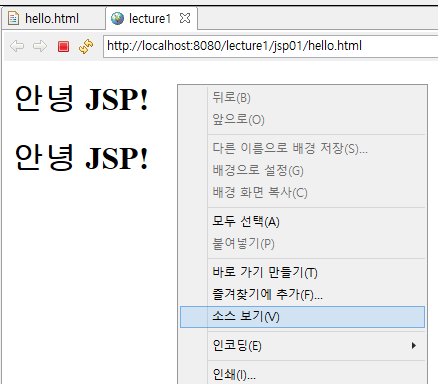 hello.html
lecture1
http://localhost:8080/lecture1/jsp01/hello.html
안녕 JSP!
안녕 JSP!
뒤로(B)
앞으로(O)
다른 이름으로 배경 저장(S)...
배경으로 설정(G)
배경 화면 복사(C)
모두 선택(A)
붙여넣기(P)
바로 가기 만들기(T)
즐겨찾기에 추가(F)...
소스 보기(V)
인코딩(E)
인쇄(I)...